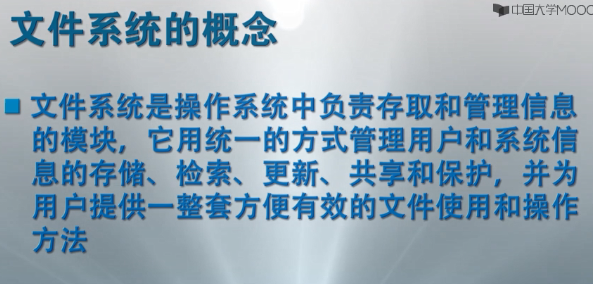 中国大学MOOC
文件系统的概念
文件系统是操作系统中负责存取和管理信息
的模块，它用统一的方式管理用户和系统信
息的存储、检索、更新、共享和保护，并为
用户提供一整套方便有效的文件使用和操作
方法